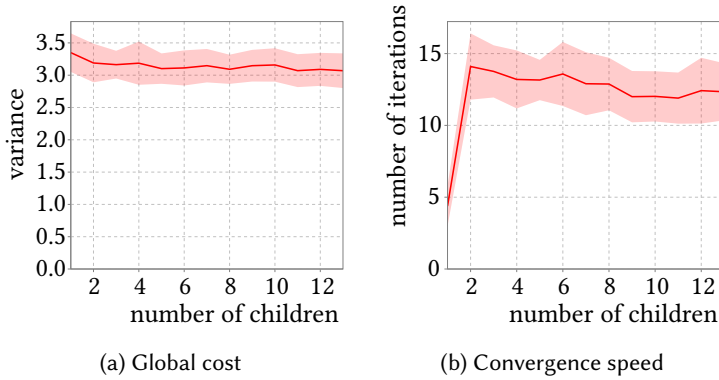 3.5
3.0
2.5
2.0
1.5
1.0
0.5
0.0
variance
2 4 6 8 10 12
number of children
(a) Global cost
15
10
5
0
number of iterations
2 4 6 8 10 12
number of children
(b) Convergence speed